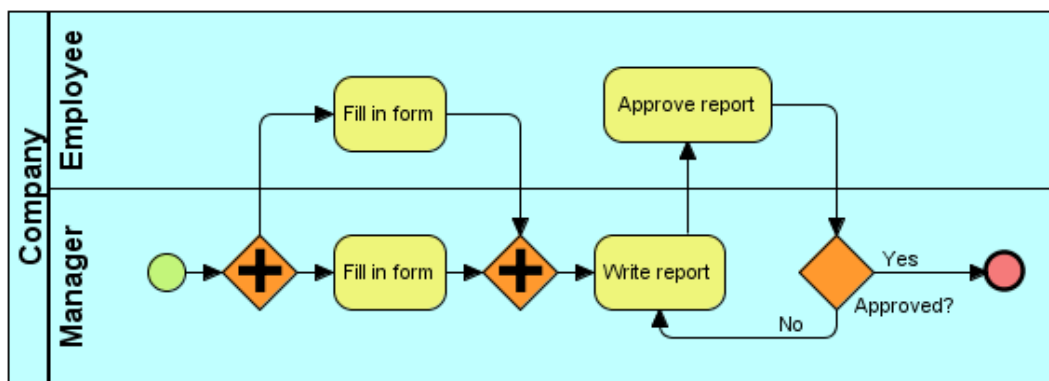 Company
Employee
Fill in form
Approve report
Manager
Fill in form
Write report
Yes
Approved?
No